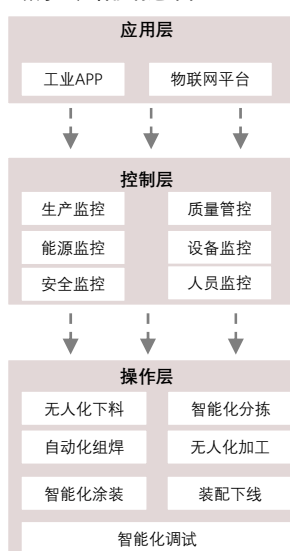 应用层
工业APP 物联网平台
控制层
生产监控 质量管控
能源监控 设备监控
安全监控 人员监控
操作层
无人化下料 智能化分拣
自动化组焊 无人化加工
智能化涂装 装配下线
智能化调试